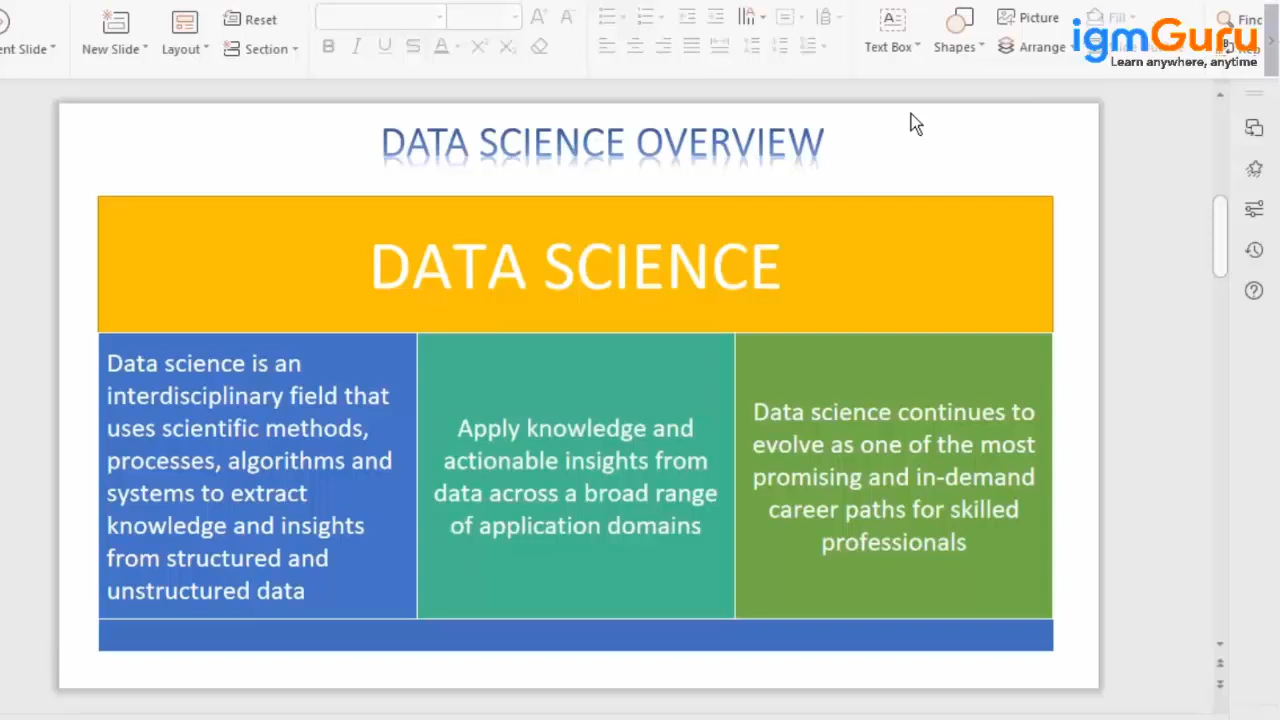 Reset
Picture
Fill
Find
ent Slide
New Slide
Layout
Section
B I U S A X² X₂
Text Box
Shapes
Arrange
igmGuru
Learn anywhere, anytime
DATA SCIENCE OVERVIEW
DATA SCIENCE
Data science is an
interdisciplinary field that
uses scientific methods,
processes, algorithms and
systems to extract
knowledge and insights
from structured and
unstructured data
Apply knowledge and
actionable insights from
data across a broad range
of application domains
Data science continues to
evolve as one of the most
promising and in-demand
career paths for skilled
professionals